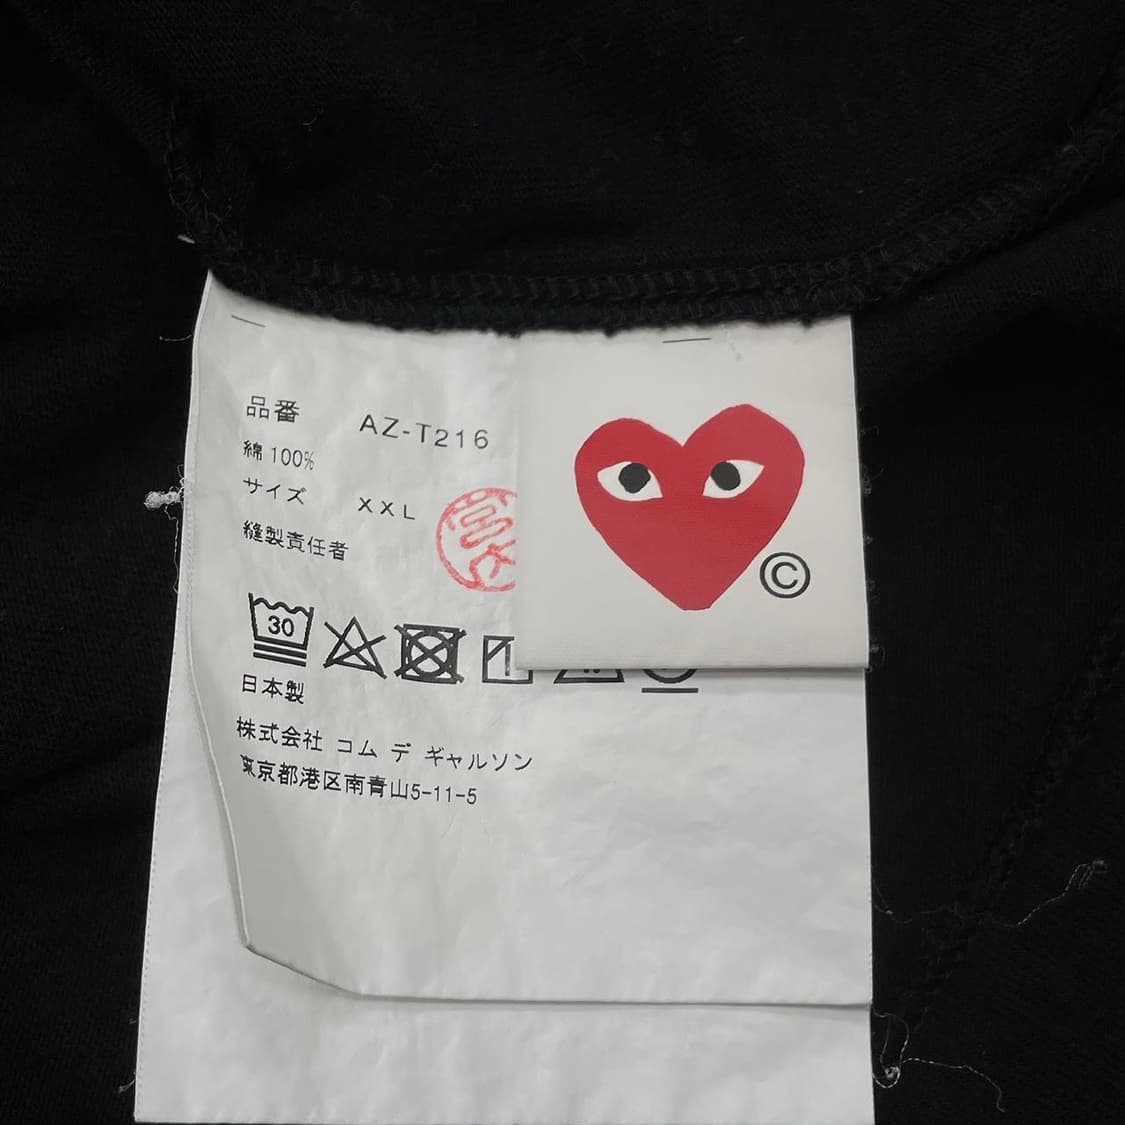 品番 AZ-T216
綿 100%
サイズ XXL
縫製責任者
30
日本製
株式会社 コム デ ギャルソン
東京都港区南青山5-11-5
©